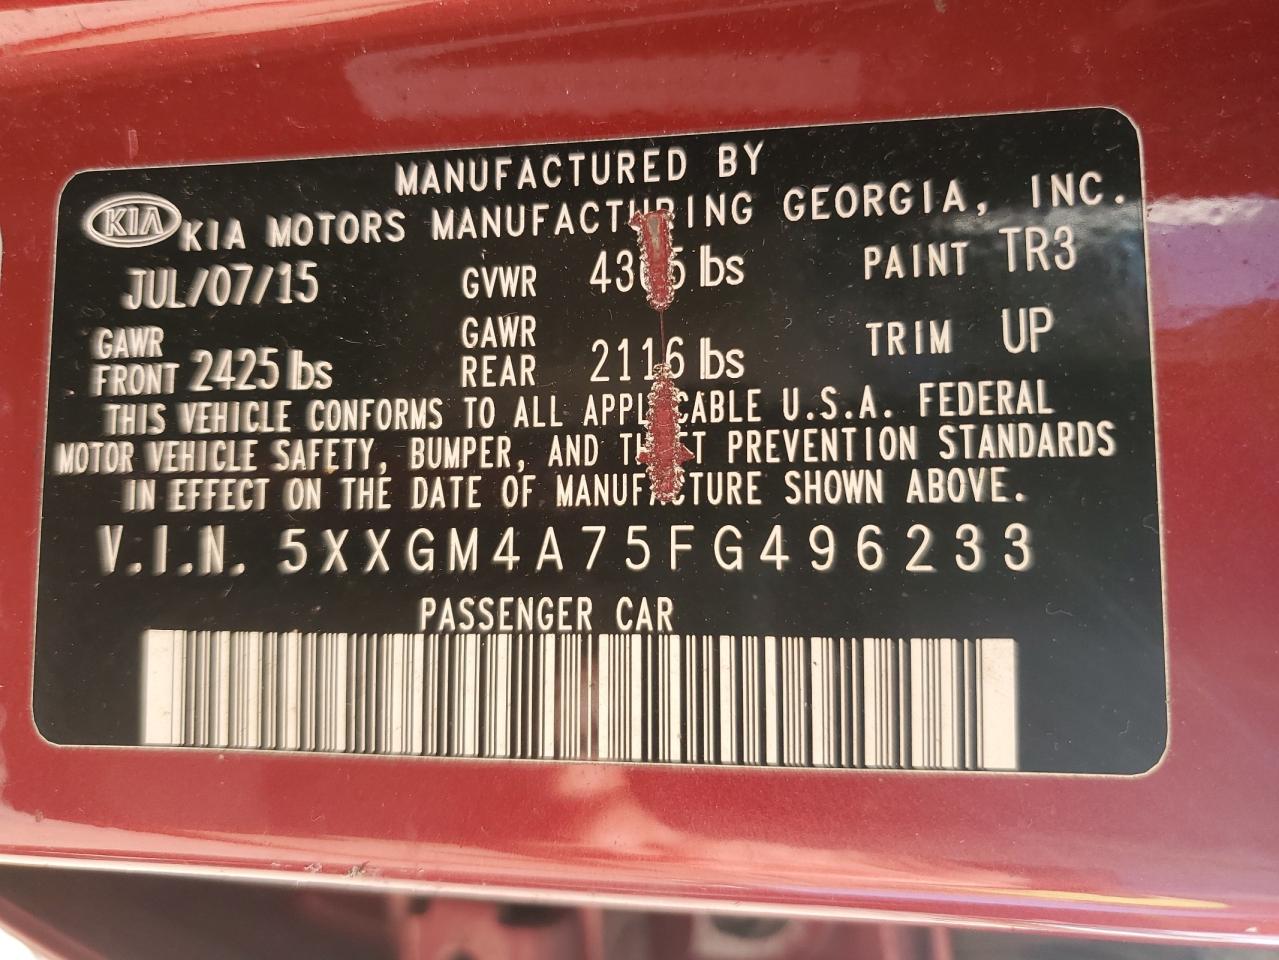 MANUFACTURED BY
KIA KIA MOTORS MANUFACTURING GEORGIA, INC.
JUL/07/15 GVWR lbs PAINT TR3
GAWR FRONT 2425 lbs GAWR REAR 2116 lbs TRIM UP
THIS VEHICLE CONFORMS TO ALL APPLICABLE U.S.A. FEDERAL
MOTOR VEHICLE SAFETY, BUMPER, AND THEFT PREVENTION STANDARDS
IN EFFECT ON THE DATE OF MANUFACTURE SHOWN ABOVE.
V.I.N. 5XXGM4A75FG496233
PASSENGER CAR